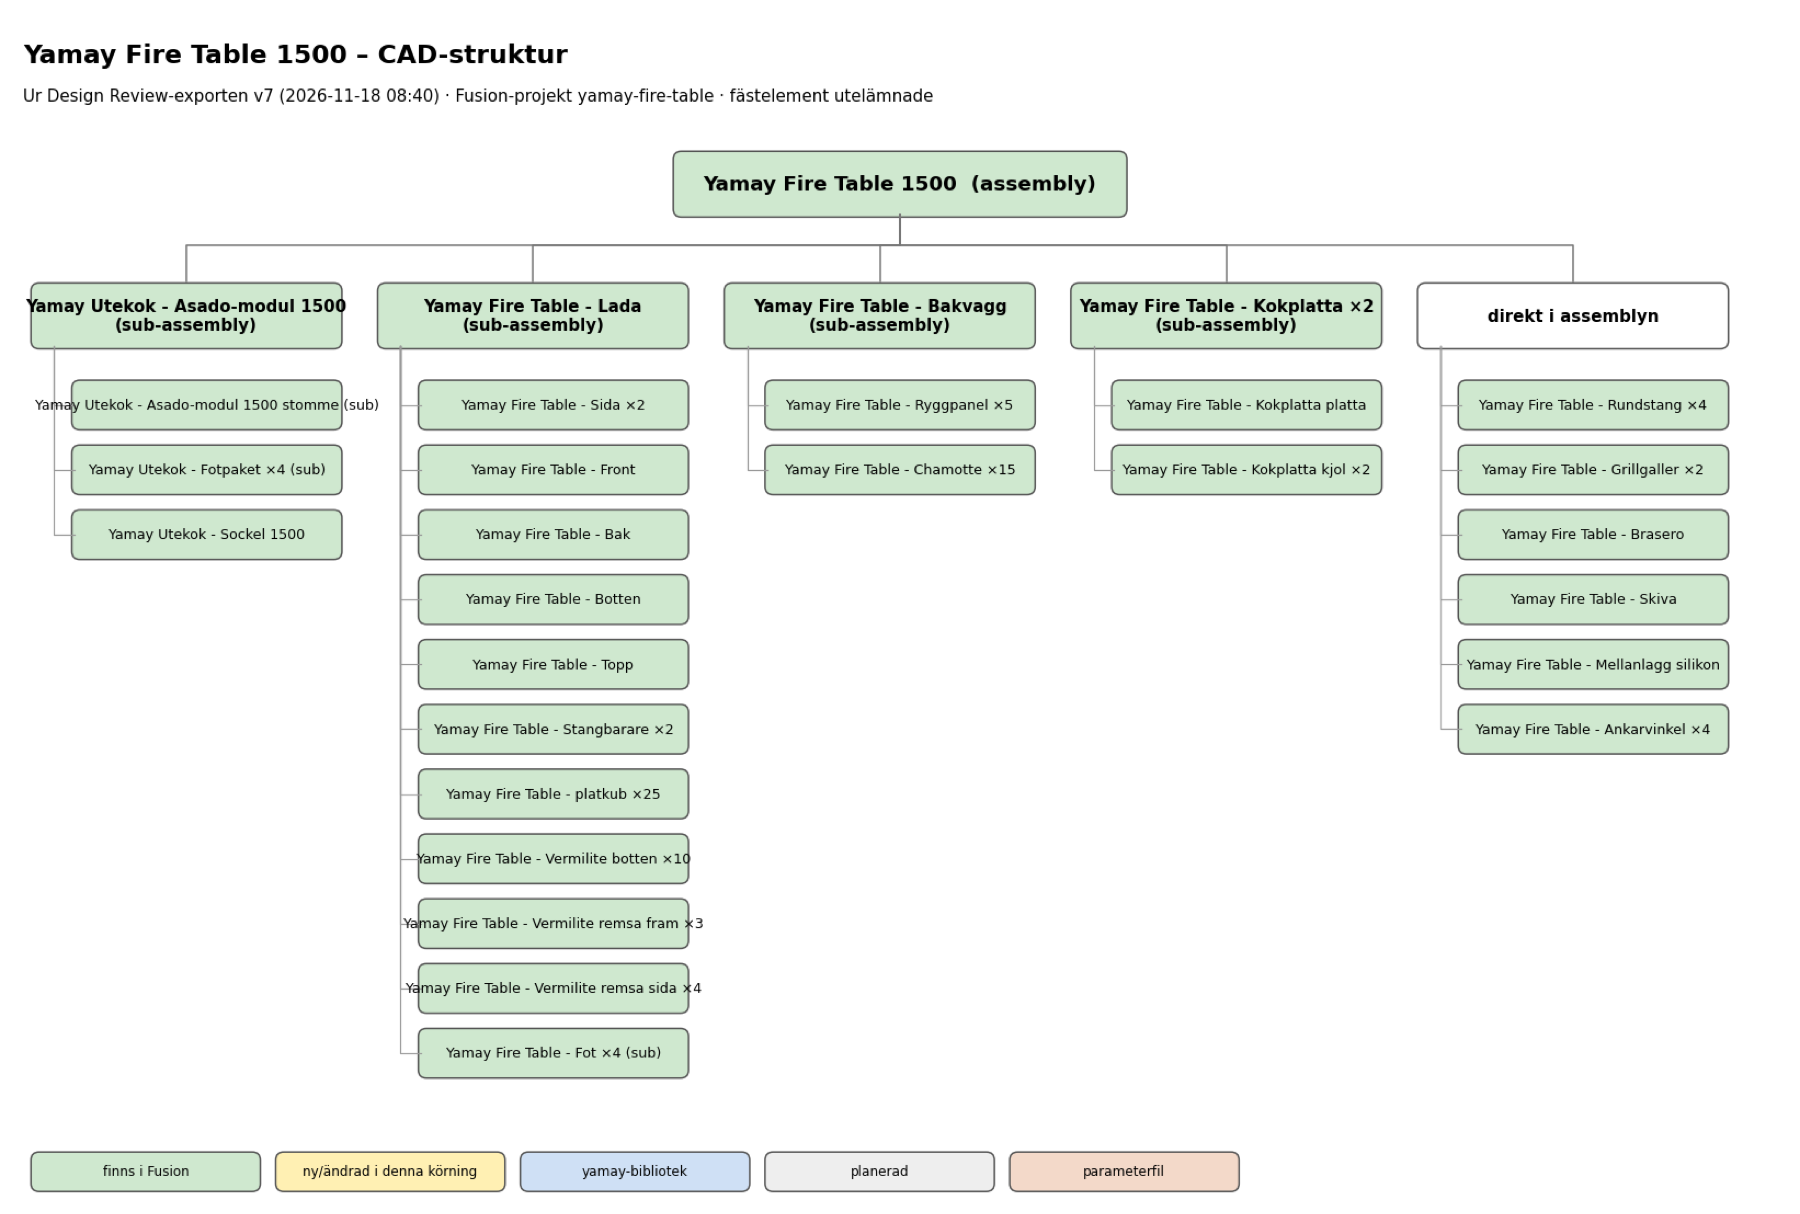 Yamay Fire Table 1500 – CAD-struktur
Ur Design Review-exporten v7 (2026-11-18 08:40) · Fusion-projekt yamay-fire-table · fästelement utelämnade
Yamay Fire Table 1500  (assembly)
Yamay Utekok - Asado-modul 1500
(sub-assembly)
Yamay Utekok - Asado-modul 1500 stomme (sub)
Yamay Utekok - Fotpaket ×4 (sub)
Yamay Utekok - Sockel 1500
Yamay Fire Table - Lada
(sub-assembly)
Yamay Fire Table - Sida ×2
Yamay Fire Table - Front
Yamay Fire Table - Bak
Yamay Fire Table - Botten
Yamay Fire Table - Topp
Yamay Fire Table - Stangbarare ×2
Yamay Fire Table - platkub ×25
Yamay Fire Table - Vermilite botten ×10
Yamay Fire Table - Vermilite remsa fram ×3
Yamay Fire Table - Vermilite remsa sida ×4
Yamay Fire Table - Fot ×4 (sub)
Yamay Fire Table - Bakvagg
(sub-assembly)
Yamay Fire Table - Ryggpanel ×5
Yamay Fire Table - Chamotte ×15
Yamay Fire Table - Kokplatta ×2
(sub-assembly)
Yamay Fire Table - Kokplatta platta
Yamay Fire Table - Kokplatta kjol ×2
direkt i assemblyn
Yamay Fire Table - Rundstang ×4
Yamay Fire Table - Grillgaller ×2
Yamay Fire Table - Brasero
Yamay Fire Table - Skiva
Yamay Fire Table - Mellanlagg silikon
Yamay Fire Table - Ankarvinkel ×4
finns i Fusion
ny/ändrad i denna körning
yamay-bibliotek
planerad
parameterfil